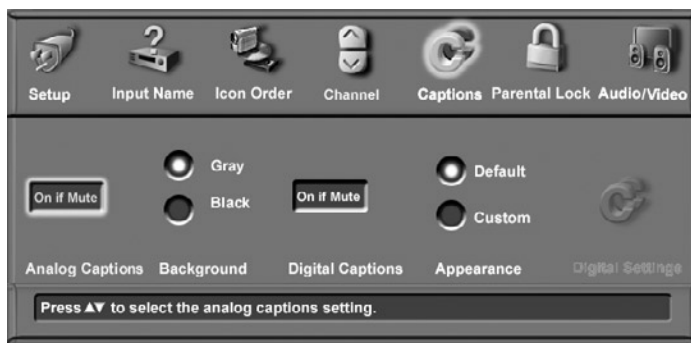 Setup Input Name Icon Order Channel Captions Parental Lock Audio/Video
Gray
Black
Default
Custom
On if Mute
On if Mute
Analog Captions Background Digital Captions Appearance Digital Settings
Press ▲▼ to select the analog captions setting.